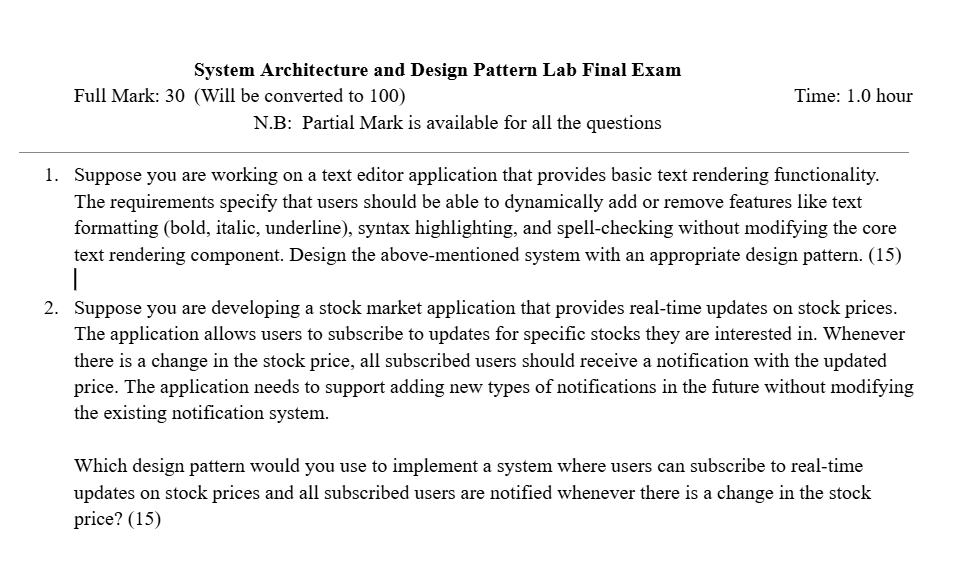 System Architecture and Design Pattern Lab Final Exam
Full Mark: 30 (Will be converted to 100) Time: 1.0 hour
N.B: Partial Mark is available for all the questions
1. Suppose you are working on a text editor application that provides basic text rendering functionality.
The requirements specify that users should be able to dynamically add or remove features like text
formatting (bold, italic, underline), syntax highlighting, and spell-checking without modifying the core
text rendering component. Design the above-mentioned system with an appropriate design pattern. (15)
2. Suppose you are developing a stock market application that provides real-time updates on stock prices.
The application allows users to subscribe to updates for specific stocks they are interested in. Whenever
there is a change in the stock price, all subscribed users should receive a notification with the updated
price. The application needs to support adding new types of notifications in the future without modifying
the existing notification system.
Which design pattern would you use to implement a system where users can subscribe to real-time
updates on stock prices and all subscribed users are notified whenever there is a change in the stock
price? (15)